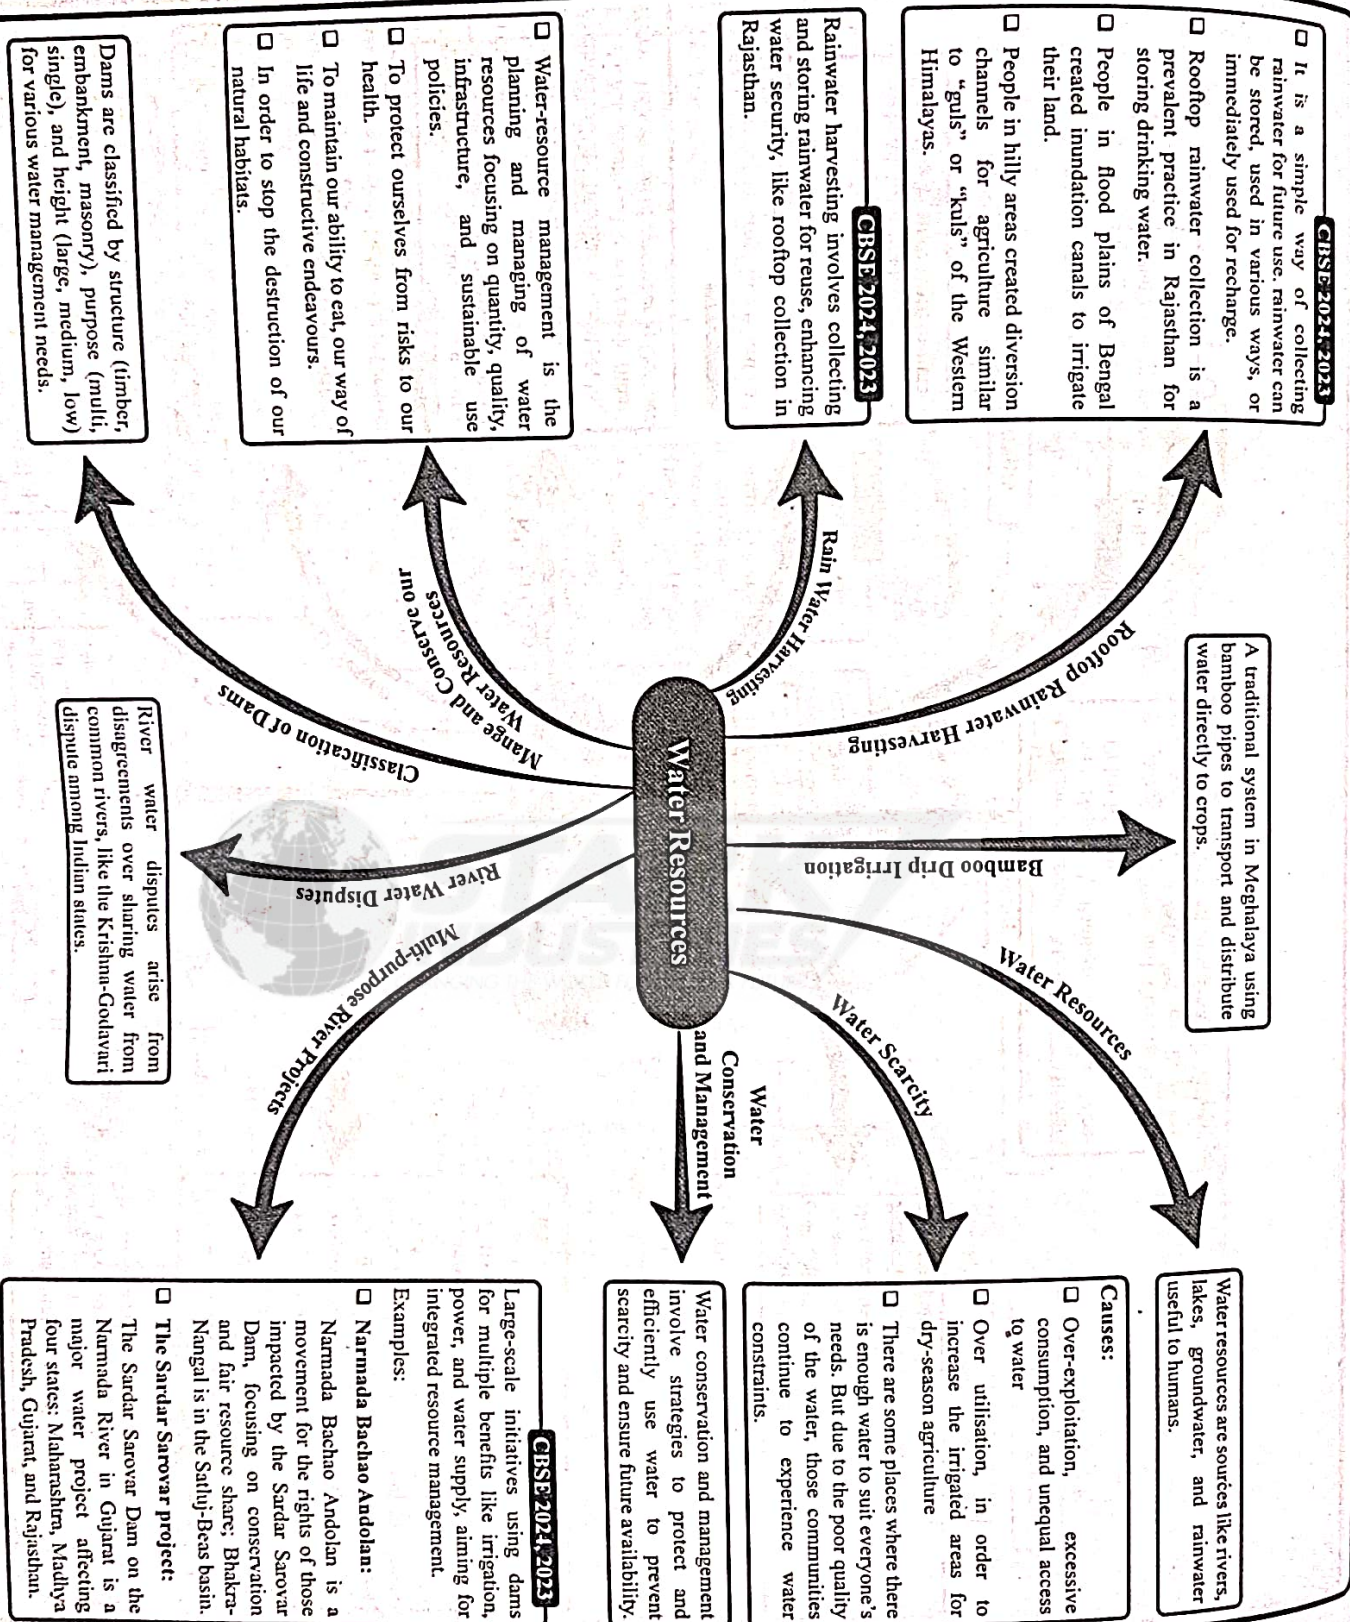 CBSE 2024, 2023
☐ It is a simple way of collecting
rainwater for future use. rainwater can
be stored, used in various ways, or
immediately used for recharge.
☐ Rooftop rainwater collection is a
prevalent practice in Rajasthan for
storing drinking water.
☐ People in flood plains of Bengal
created inundation canals to irrigate
their land.
☐ People in hilly areas created diversion
channels for agriculture similar
to “guls” or “kuls” of the Western
Himalayas.
Rooftop Rainwater Harvesting
CBSE 2024, 2023
Rainwater harvesting involves collecting
and storing rainwater for reuse, enhancing
water security, like rooftop collection in
Rajasthan.
Rain Water Harvesting
☐ Water-resource management is the
planning and managing of water
resources focusing on quantity, quality,
infrastructure, and sustainable use
policies.
☐ To protect ourselves from risks to our
health.
☐ To maintain our ability to eat, our way of
life and constructive endeavours.
☐ In order to stop the destruction of our
natural habitats.
Mange and Conserve our
Water Resources
Dams are classified by structure (timber,
embankment, masonry), purpose (multi,
single), and height (large, medium, low)
for various water management needs.
Classification of Dams
A traditional system in Meghalaya using
bamboo pipes to transport and distribute
water directly to crops.
Bamboo Drip Irrigation
Water Resources
River Water Disputes
River water disputes arise from
disagreements over sharing water from
common rivers, like the Krishna-Godavari
dispute among Indian states.
Water Resources
Water resources are sources like rivers,
lakes, groundwater, and rainwater
useful to humans.
Water Scarcity
Causes:
☐ Over-exploitation, excessive
consumption, and unequal access
to water
☐ Over utilisation, in order to
increase the irrigated areas for
dry-season agriculture
☐ There are some places where there
is enough water to suit everyone's
needs. But due to the poor quality
of the water, those communities
continue to experience water
constraints.
Water
Conservation
and Management
Water conservation and management
involve strategies to protect and
efficiently use water to prevent
scarcity and ensure future availability.
Multi-purpose River Projects
CBSE 2024, 2023
Large-scale initiatives using dams
for multiple benefits like irrigation,
power, and water supply, aiming for
integrated resource management.
Examples:
☐ Narmada Bachao Andolan:
Narmada Bachao Andolan is a
movement for the rights of those
impacted by the Sardar Sarovar
Dam, focusing on conservation
and fair resource share; Bhakra-
Nangal is in the Satluj-Beas basin.
☐ The Sardar Sarovar project:
The Sardar Sarovar Dam on the
Narmada River in Gujarat is a
major water project affecting
four states: Maharashtra, Madhya
Pradesh, Gujarat, and Rajasthan.